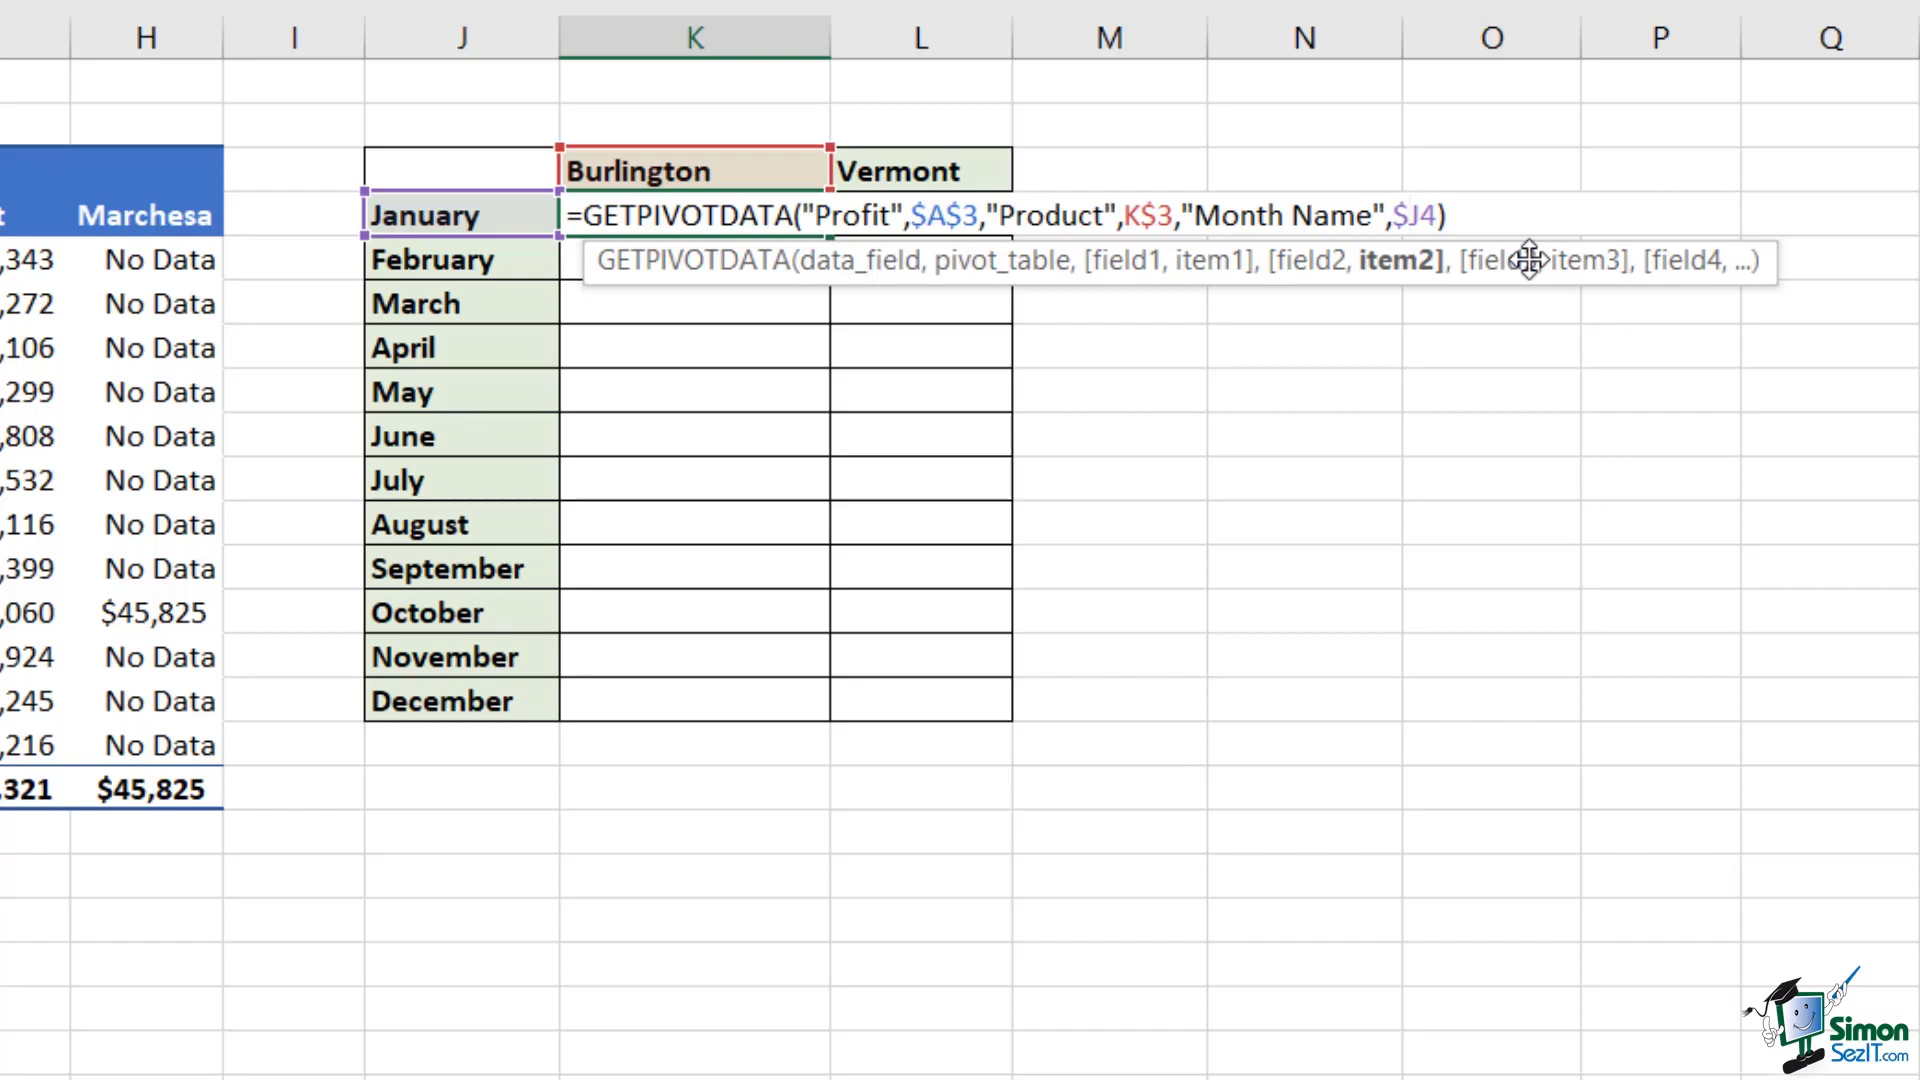 H I J K L M N O P Q
Burlington Vermont
t Marchesa January =GETPIVOTDATA("Profit",$A$3,"Product",K$3,"Month Name",$J4)
,343 No Data February GETPIVOTDATA(data_field, pivot_table, [field1, item1], [field2, item2], [field item3], [field4, ...)
,272 No Data March
,106 No Data April
,299 No Data May
,808 No Data June
,532 No Data July
,116 No Data August
,399 No Data September
,060 $45,825 October
,924 No Data November
,245 No Data December
,216 No Data
,321 $45,825
Simon
SezIT.com